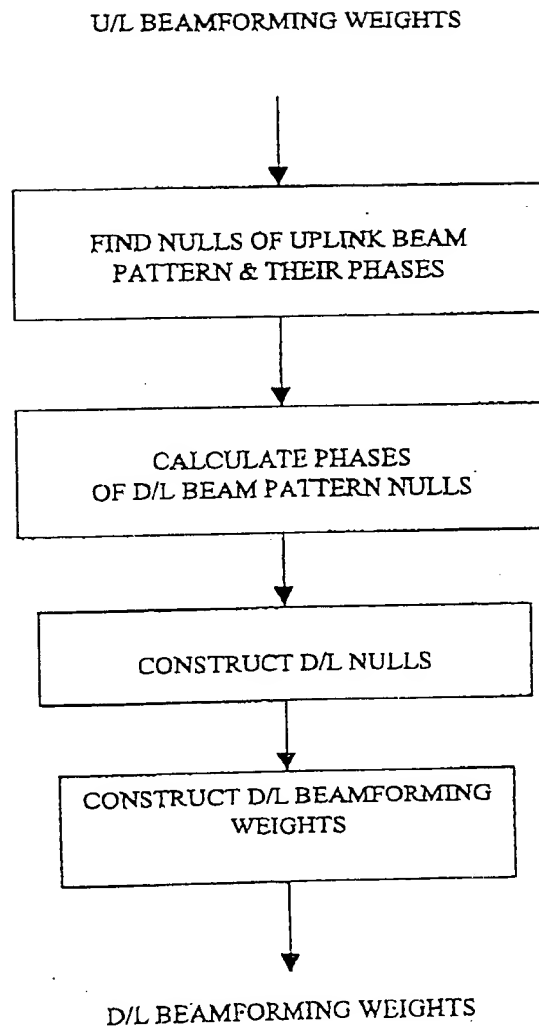 U/L BEAMFORMING WEIGHTS
FIND NULLS OF UPLINK BEAM
PATTERN & THEIR PHASES
CALCULATE PHASES
OF D/L BEAM PATTERN NULLS
CONSTRUCT D/L NULLS
CONSTRUCT D/L BEAMFORMING
WEIGHTS
D/L BEAMFORMING WEIGHTS